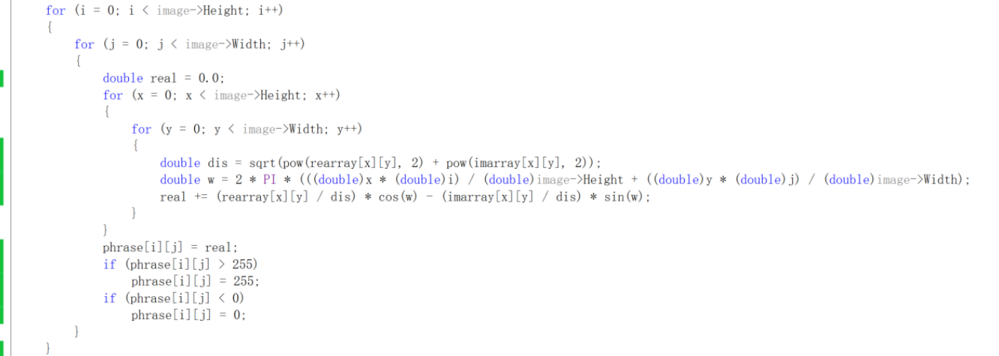 for (i = 0; i < image->Height; i++)
{
for (j = 0; j < image->Width; j++)
{
double real = 0.0;
for (x = 0; x < image->Height; x++)
{
for (y = 0; y < image->Width; y++)
{
double dis = sqrt(pow(rearray[x][y], 2) + pow(imarray[x][y], 2));
double w = 2 * PI * (((double)x * (double)i) / (double)image->Height + ((double)y * (double)j) / (double)image->Width);
real += (rearray[x][y] / dis) * cos(w) - (imarray[x][y] / dis) * sin(w);
}
}
phrase[i][j] = real;
if (phrase[i][j] > 255)
phrase[i][j] = 255;
if (phrase[i][j] < 0)
phrase[i][j] = 0;
}
}